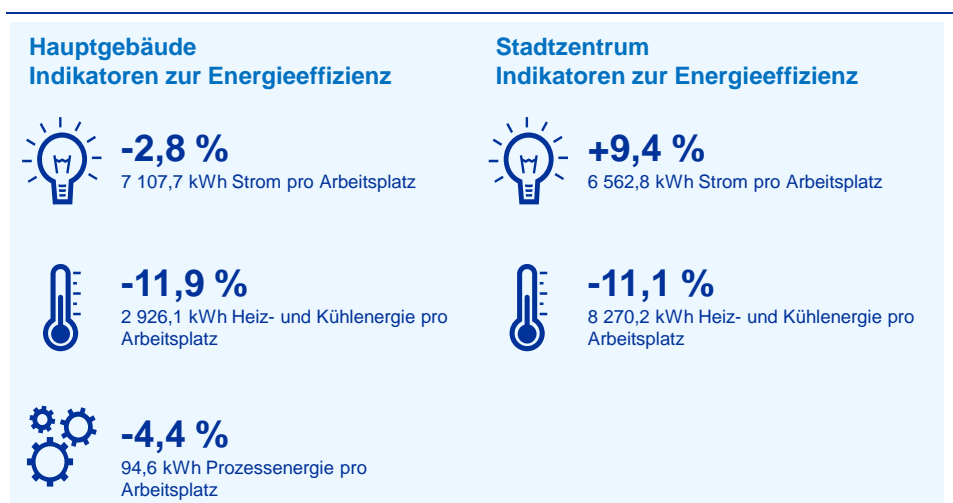 Hauptgebäude
Indikatoren zur Energieeffizienz
-2,8 %
7 107,7 kWh Strom pro Arbeitsplatz
-11,9 %
2 926,1 kWh Heiz- und Kühlenergie pro
Arbeitsplatz
-4,4 %
94,6 kWh Prozessenergie pro
Arbeitsplatz
Stadtzentrum
Indikatoren zur Energieeffizienz
+9,4 %
6 562,8 kWh Strom pro Arbeitsplatz
-11,1 %
8 270,2 kWh Heiz- und Kühlenergie pro
Arbeitsplatz